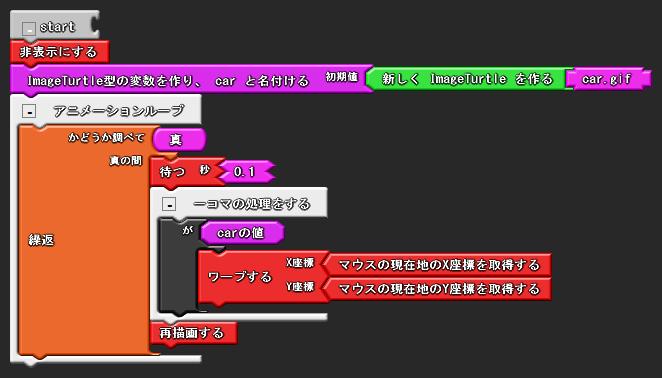 start
非表示にする
ImageTurtle型の変数を作り、 car と名付ける 初期値 新しく ImageTurtle を作る car.gif
アニメーションループ
かどうか調べて 真
真の間
待つ 秒 0.1
一コマの処理をする
繰返
が carの値
ワープする
X座標 マウスの現在地のX座標を取得する
Y座標 マウスの現在地のY座標を取得する
再描画する